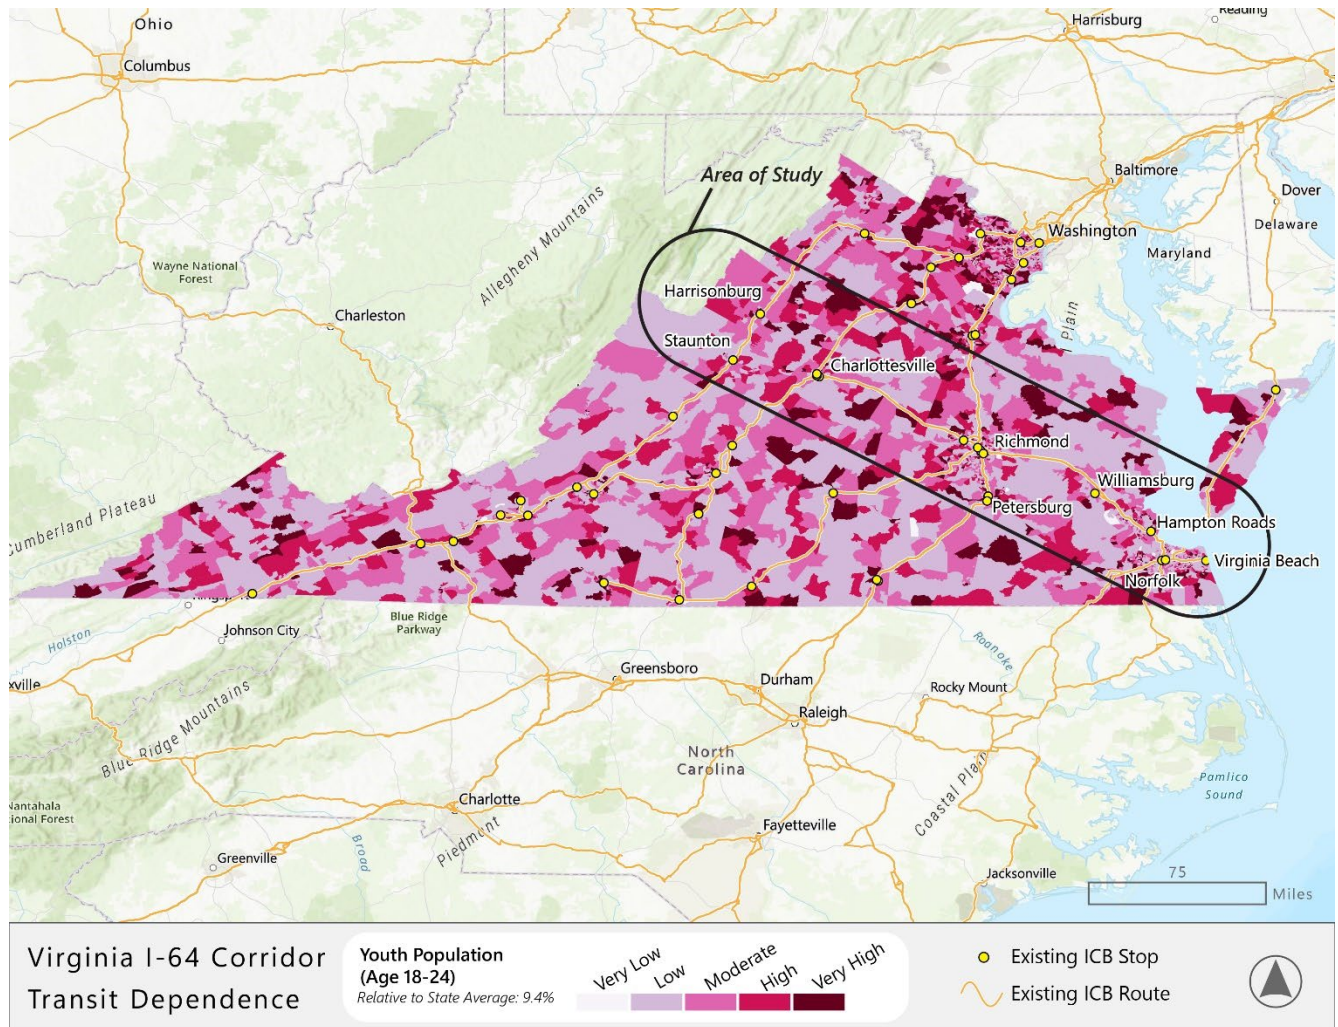 Reading
Harrisburg
Ohio
Columbus
Baltimore
Area of Study
Dover
Delaware
Washington
Maryland
Wayne National
Forest
Allegheny Mountains
Harrisonburg
Charleston
Plain
Staunton
Charlottesville
Richmond
Williamsburg
Cumberland Plateau
Petersburg
Hampton Roads
Virginia Beach
Norfolk
Blue Ridge
Parkway
Johnson City
Holston
Roanoke
Greensboro
Durham
Rocky Mount
xville
Raleigh
Blue Ridge Mountains
North
Carolina
Pamlico
Sound
Coastal Plain
Nantahala
ional Forest
Charlotte
Piedmont
Fayetteville
Broad
Greenville
Jacksonville
75
Miles
Virginia I-64 Corridor
Transit Dependence
Youth Population
(Age 18-24)
Relative to State Average: 9.4%
Very Low
Low
Moderate
High
Very High
Existing ICB Stop
Existing ICB Route